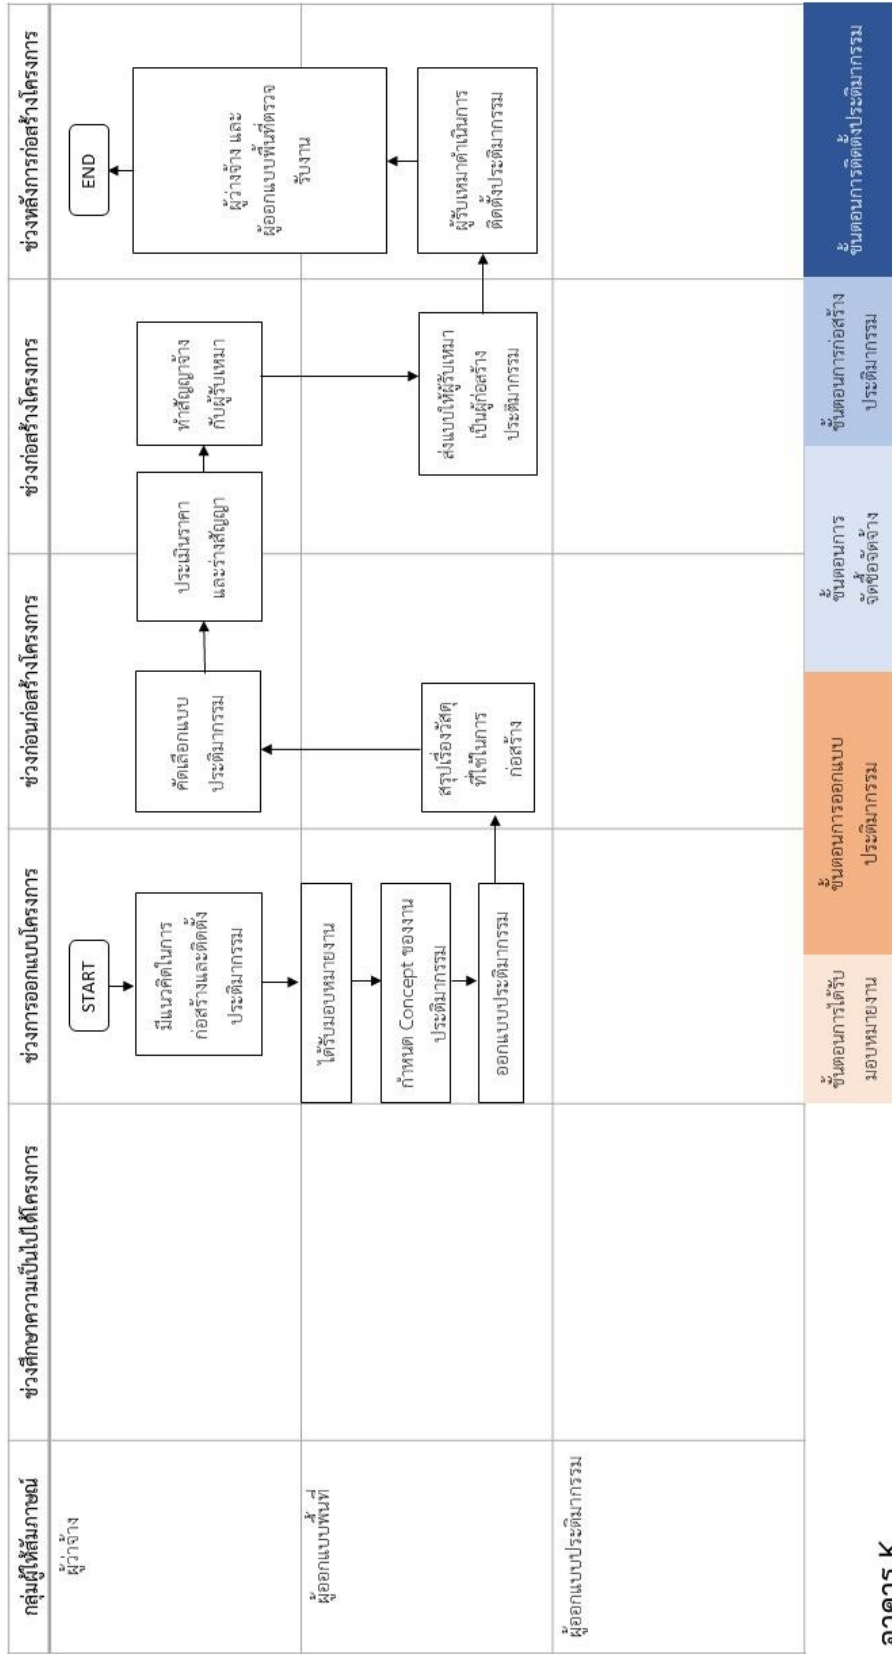 กลุ่มผู้ให้สัมภาษณ์
ช่วงศึกษาความเป็นไปได้โครงการ
ช่วงการออกแบบโครงการ
ช่วงก่อนก่อสร้างโครงการ
ช่วงก่อสร้างโครงการ
ช่วงหลังการก่อสร้างโครงการ
ผู้ว่าจ้าง
START
มีแนวคิดในการ
ก่อสร้างและติดตั้ง
ประติมากรรม
คัดเลือกแบบ
ประติมากรรม
ประเมินราคา
และร่างสัญญา
ทำสัญญาจ้าง
กับผู้รับเหมา
END
ผู้ว่างจ้าง และ
ผู้ออกแบบพื้นที่ตรวจ
รับงาน
ผู้ออกแบบพื้นที่
ได้รับมอบหมายงาน
กำหนด Concept ของงาน
ประติมากรรม
ออกแบบประติมากรรม
สรุปเรื่องวัสดุ
ที่ใช้ในการ
ก่อสร้าง
ส่งแบบให้ผู้รับเหมา
เป็นผู้ก่อสร้าง
ประติมากรรม
ผู้รับเหมาดำเนินการ
ติดตั้งประติมากรรม
ผู้ออกแบบประติมากรรม
ขั้นตอนการได้รับ
มอบหมายงาน
ขั้นตอนการออกแบบ
ประติมากรรม
ขั้นตอนการ
จัดซื้อจัดจ้าง
ขั้นตอนการก่อสร้าง
ประติมากรรม
ขั้นตอนการติดตั้งประติมากรรม
อาคาร K